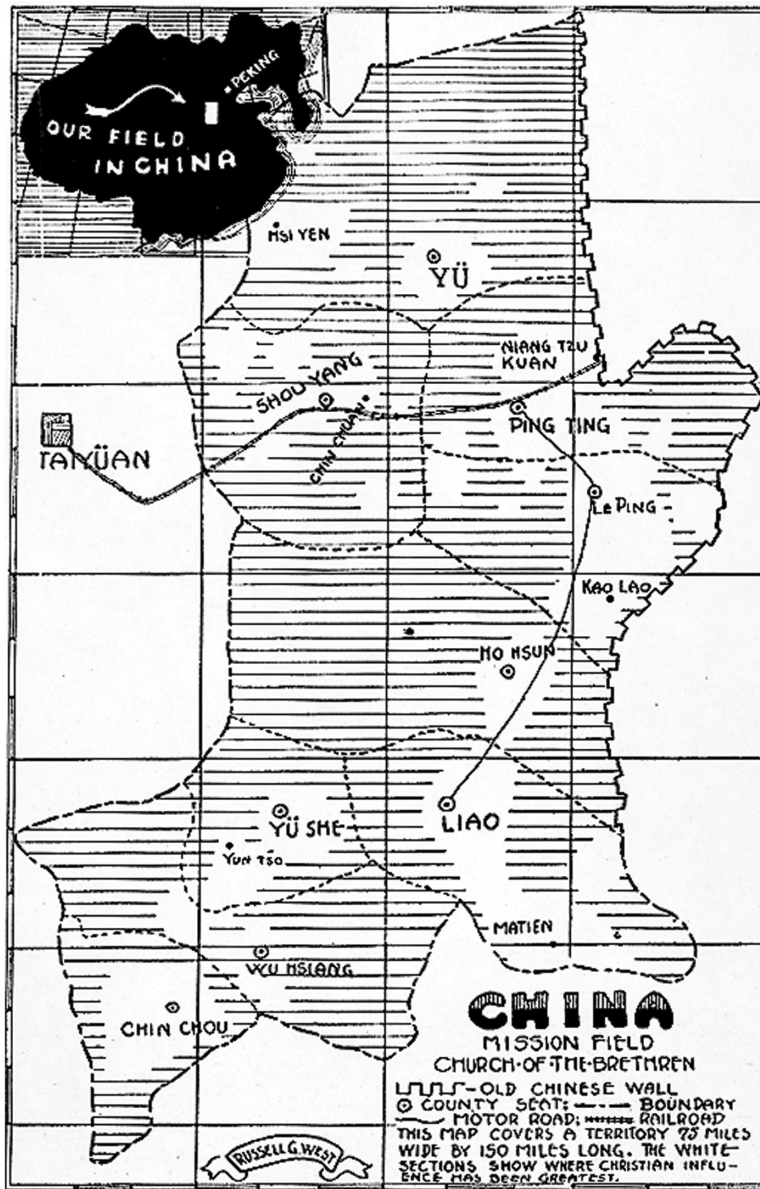 PEKING
OUR FIELD
IN CHINA
HSI YEN
YÜ
NIANG TZU
KUAN
SHOU YANG
CHIN CHUAN
PING TING
TAIYÜAN
LE PING
KAO LAO
HO HSUN
YÜ SHE
LIAO
YUN TSO
MATIEN
WU HSIANG
CHIN CHOU
CHINA
MISSION FIELD
CHURCH·OF·THE·BRETHREN
-OLD CHINESE WALL
COUNTY SEAT: BOUNDARY
MOTOR ROAD; RAILROAD
THIS MAP COVERS A TERRITORY 75 MILES
WIDE BY 150 MILES LONG. THE WHITE
SECTIONS SHOW WHERE CHRISTIAN INFLU-
ENCE HAS BEEN GREATEST.
RUSSELL G. WEST